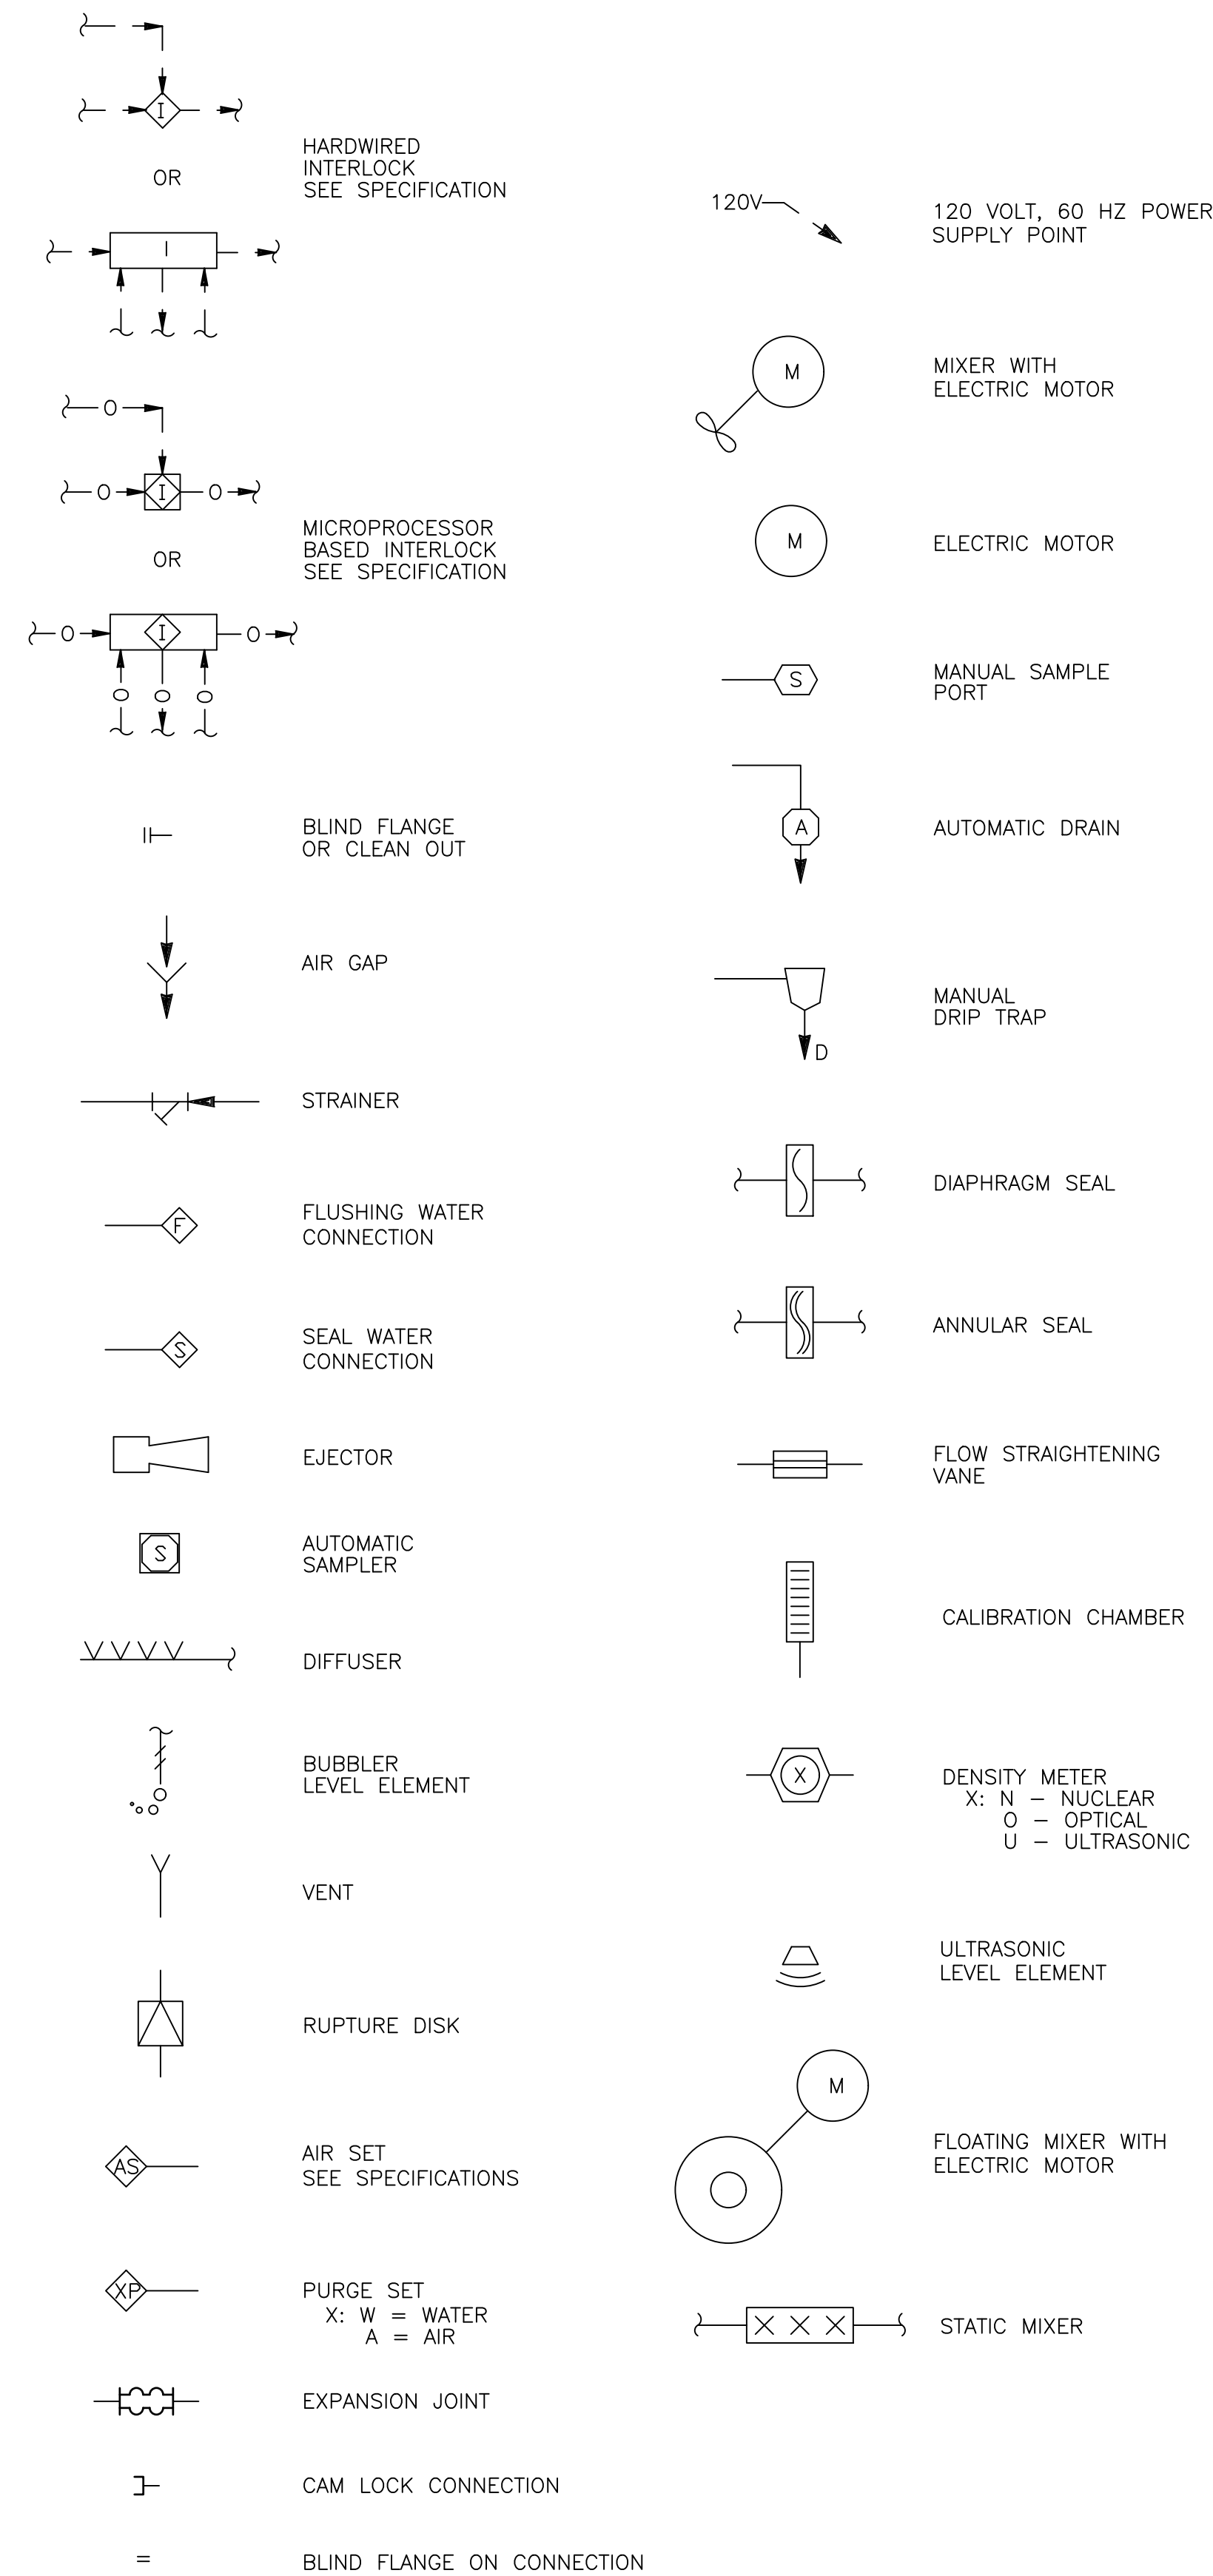 I
HARDWIRED
INTERLOCK
SEE SPECIFICATION
OR
I
O
O
I
O
MICROPROCESSOR
BASED INTERLOCK
SEE SPECIFICATION
OR
O
I
O
O
O
O
BLIND FLANGE
OR CLEAN OUT
AIR GAP
STRAINER
F
FLUSHING WATER
CONNECTION
S
SEAL WATER
CONNECTION
EJECTOR
S
AUTOMATIC
SAMPLER
DIFFUSER
BUBBLER
LEVEL ELEMENT
VENT
RUPTURE DISK
AS
AIR SET
SEE SPECIFICATIONS
XP
PURGE SET
X: W = WATER
A = AIR
EXPANSION JOINT
CAM LOCK CONNECTION
BLIND FLANGE ON CONNECTION
120V
120 VOLT, 60 HZ POWER
SUPPLY POINT
M
MIXER WITH
ELECTRIC MOTOR
M
ELECTRIC MOTOR
S
MANUAL SAMPLE
PORT
A
AUTOMATIC DRAIN
MANUAL
DRIP TRAP
D
DIAPHRAGM SEAL
ANNULAR SEAL
FLOW STRAIGHTENING
VANE
CALIBRATION CHAMBER
X
DENSITY METER
X: N – NUCLEAR
O – OPTICAL
U – ULTRASONIC
ULTRASONIC
LEVEL ELEMENT
M
FLOATING MIXER WITH
ELECTRIC MOTOR
STATIC MIXER